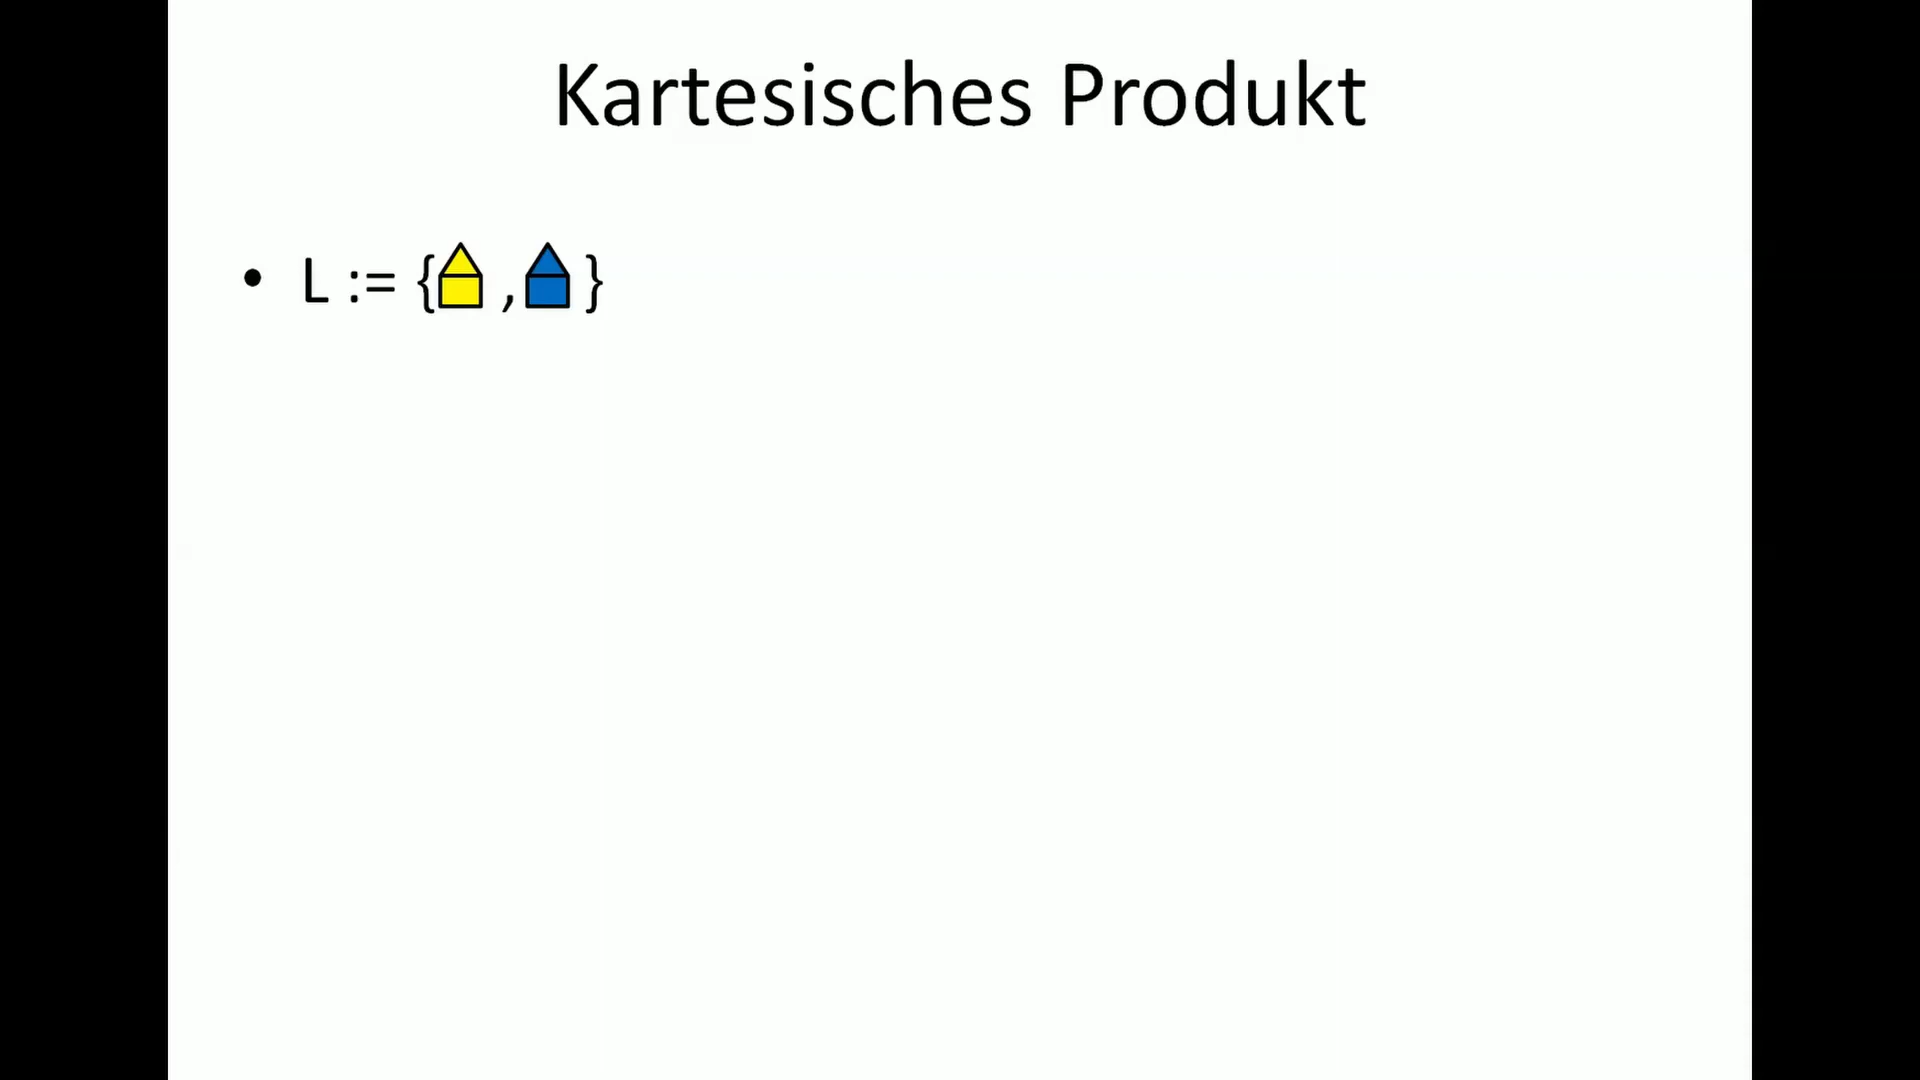 Kartesisches Produkt
• L := { , }